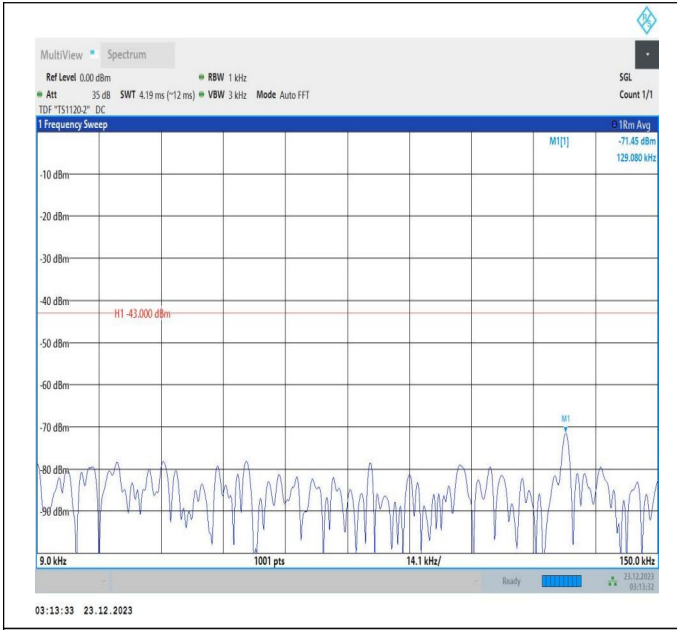 R S
MultiView Spectrum
Ref Level 0.00 dBm RBW 1 kHz SGL
Att 35 dB SWT 4.19 ms (~12 ms) VBW 3 kHz Mode Auto FFT Count 1/1
TDF "TS1120-2" DC
1 Frequency Sweep 1Rm Avg
M1[1] -71.45 dBm
129.080 kHz
-10 dBm
-20 dBm
-30 dBm
-40 dBm
H1 -43.000 dBm
-50 dBm
-60 dBm
M1
-70 dBm
-80 dBm
-90 dBm
9.0 kHz 1001 pts 14.1 kHz/ 150.0 kHz
Ready 23.12.2023
03:13:32
03:13:33 23.12.2023